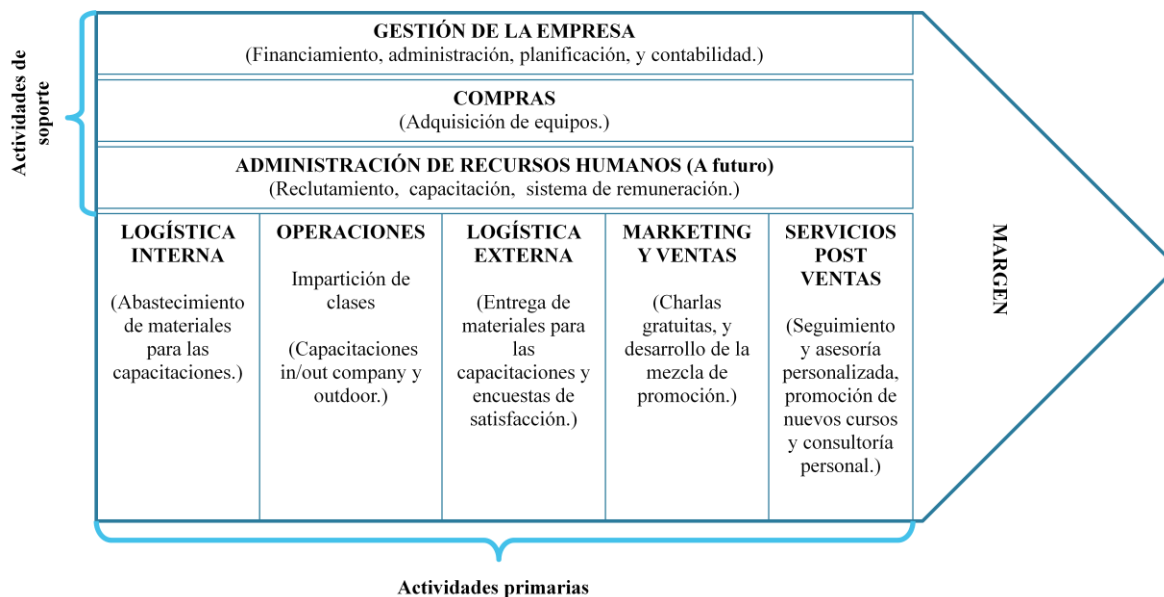 Actividades de
soporte
GESTIÓN DE LA EMPRESA
(Financiamiento, administración, planificación, y contabilidad.)
COMPRAS
(Adquisición de equipos.)
ADMINISTRACIÓN DE RECURSOS HUMANOS (A futuro)
(Reclutamiento, capacitación, sistema de remuneración.)
LOGÍSTICA
INTERNA
(Abastecimiento
de materiales
para las
capacitaciones.)
OPERACIONES
Impartición de
clases
(Capacitaciones
in/out company y
outdoor.)
LOGÍSTICA
EXTERNA
(Entrega de
materiales para
las
capacitaciones y
encuestas de
satisfacción.)
MARKETING
Y VENTAS
(Charlas
gratuitas, y
desarrollo de la
mezcla de
promoción.)
SERVICIOS
POST
VENTAS
(Seguimiento
y asesoría
personalizada,
promoción de
nuevos cursos
y consultoría
personal.)
MARGEN
Actividades primarias